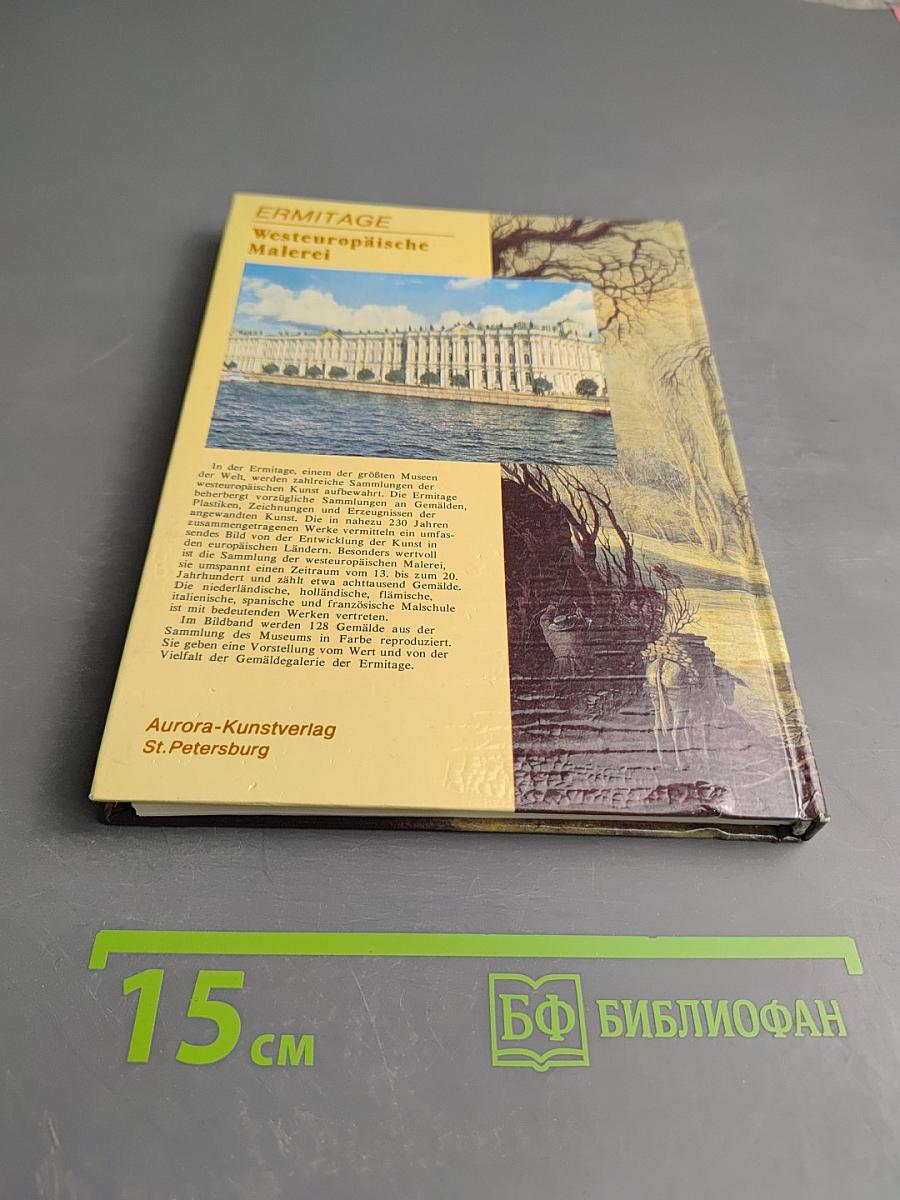 ERMITAGE
Westeuropäische
Malerei
In der Ermitage, einem der größten Museen
der Welt, werden zahlreiche Sammlungen der
westeuropäischen Kunst aufbewahrt. Die Ermitage
beherbergt vorzügliche Sammlungen an Gemälden,
Plastiken, Zeichnungen und Erzeugnissen der
angewandten Kunst. Die in nahezu 230 Jahren
zusammengetragenen Werke vermitteln ein umfas-
sendes Bild von der Entwicklung der Kunst in
den europäischen Ländern. Besonders wertvoll
ist die Sammlung der westeuropäischen Malerei,
sie umspannt einen Zeitraum vom 13. bis zum 20.
Jahrhundert und zählt etwa achttausend Gemälde.
Die niederländische, holländische, flämische,
italienische, spanische und französische Malschule
ist mit bedeutenden Werken vertreten.
Im Bildband werden 128 Gemälde aus der
Sammlung des Museums in Farbe reproduziert.
Sie geben eine Vorstellung vom Wert und von der
Vielfalt der Gemäldegalerie der Ermitage.
Aurora-Kunstverlag
St.Petersburg
15 см
БФ БИБЛИОФАН